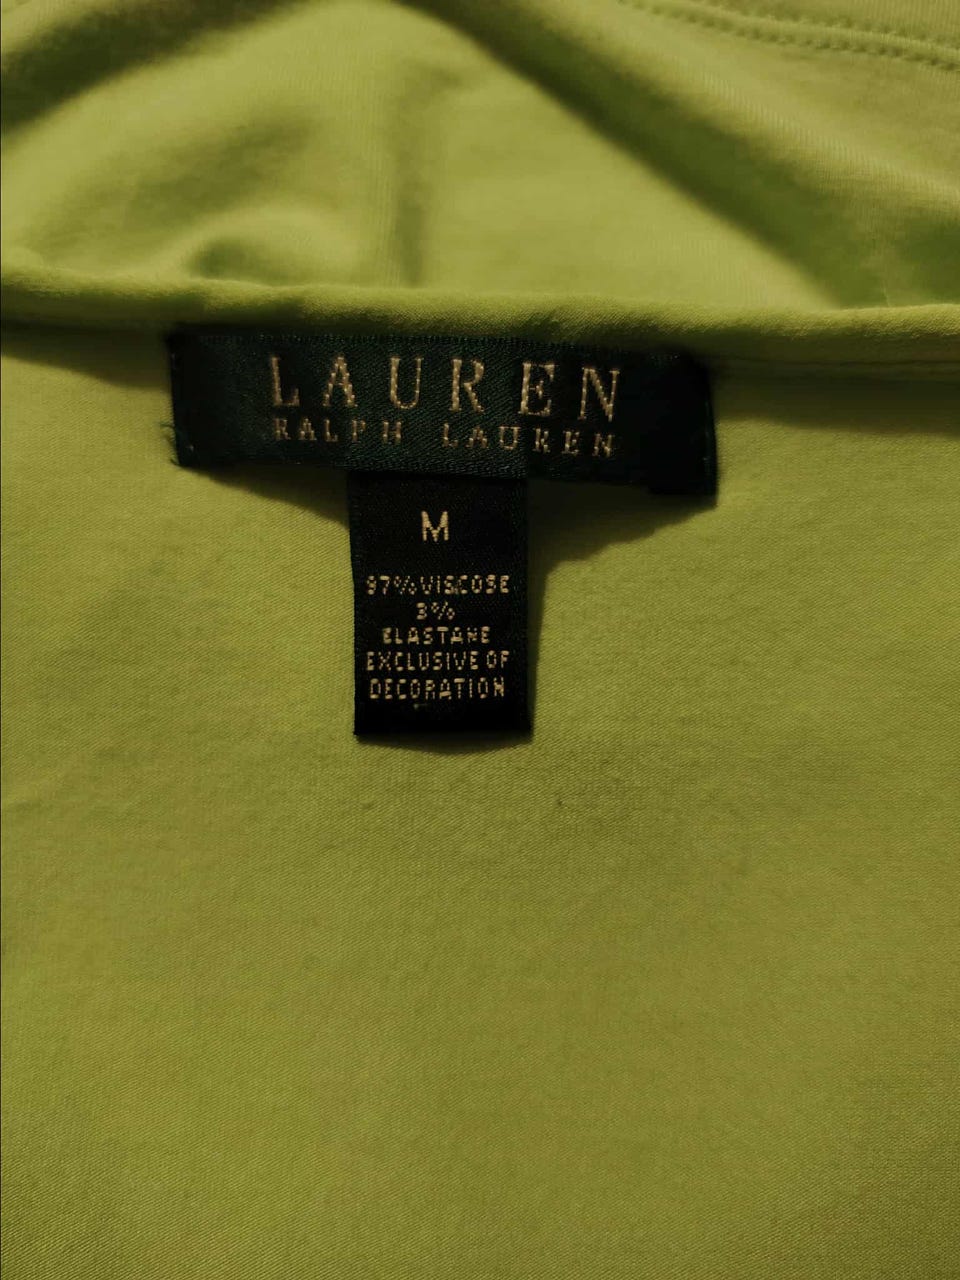 LAUREN
RALPH LAUREN
M
97% VISCOSE
3%
ELASTANE
EXCLUSIVE OF
DECORATION